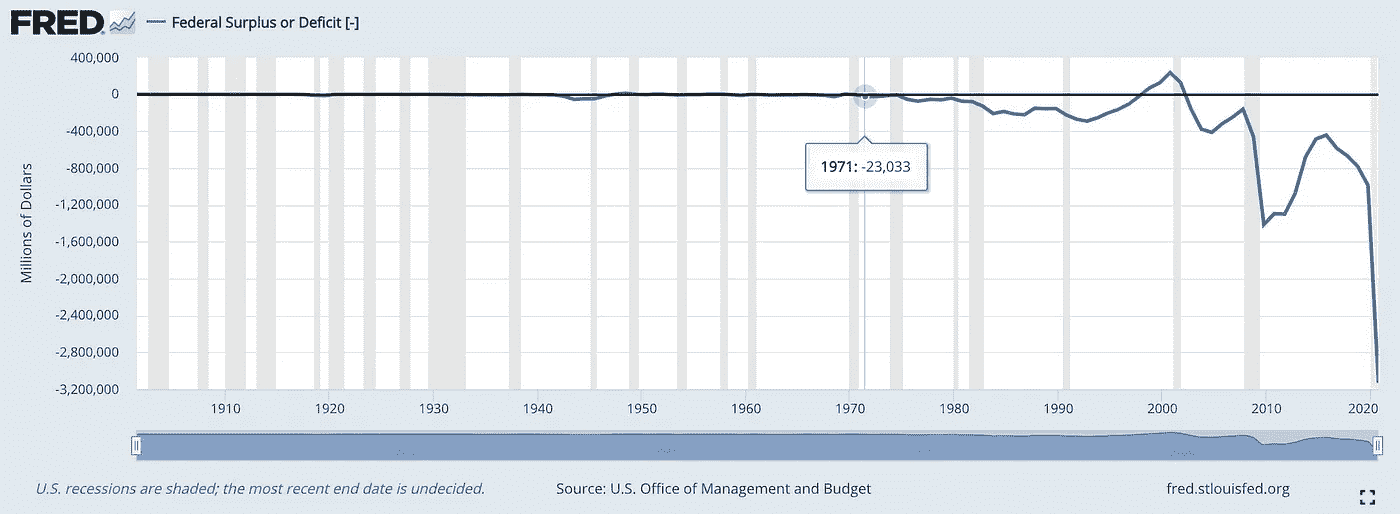 FRED
Federal Surplus or Deficit [-]
400,000
0
-400,000
-800,000
-1,200,000
-1,600,000
-2,000,000
-2,400,000
-2,800,000
-3,200,000
Millions of Dollars
1971: -23,033
1910 1920 1930 1940 1950 1960 1970 1980 1990 2000 2010 2020
U.S. recessions are shaded; the most recent end date is undecided.
Source: U.S. Office of Management and Budget
fred.stlouisfed.org